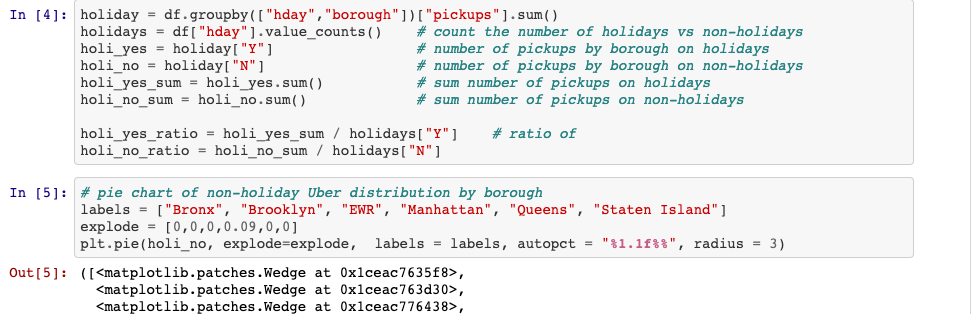 In [4]: holiday = df.groupby(["hday","borough"])["pickups"].sum()
holidays = df["hday"].value_counts()    # count the number of holidays vs non-holidays
holi_yes = holiday["Y"]                 # number of pickups by borough on holidays
holi_no = holiday["N"]                  # number of pickups by borough on non-holidays
holi_yes_sum = holi_yes.sum()           # sum number of pickups on holidays
holi_no_sum = holi_no.sum()             # sum number of pickups on non-holidays
holi_yes_ratio = holi_yes_sum / holidays["Y"]    # ratio of
holi_no_ratio = holi_no_sum / holidays["N"]
In [5]: # pie chart of non-holiday Uber distribution by borough
labels = ["Bronx", "Brooklyn", "EWR", "Manhattan", "Queens", "Staten Island"]
explode = [0,0,0,0.09,0,0]
plt.pie(holi_no, explode=explode,  labels = labels, autopct = "%1.1f%%", radius = 3)
Out[5]: ([<matplotlib.patches.Wedge at 0x1ceac7635f8>,
<matplotlib.patches.Wedge at 0x1ceac763d30>,
<matplotlib.patches.Wedge at 0x1ceac776438>,